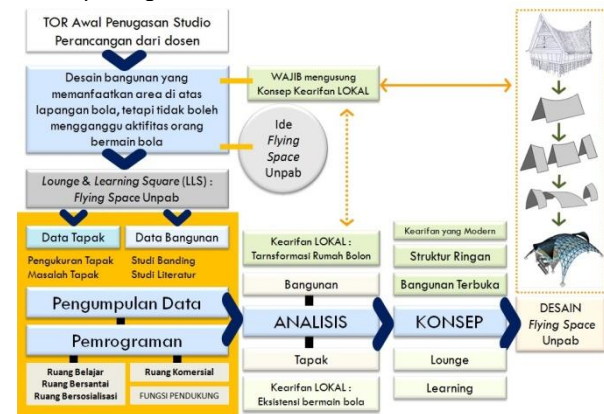 TOR Awal Penugasan Studio
Perancangan dari dosen
Desain bangunan yang
memanfaatkan area di atas
lapangan bola, tetapi tidak boleh
mengganggu aktifitas orang
bermain bola
WAJIB mengusung
Konsep Kearifan LOKAL
Ide
Flying
Space
Unpab
Lounge & Learning Square (LLS) :
Flying Space Unpab
Data Tapak
Data Bangunan
Pengukuran Tapak
Masalah Tapak
Studi Banding
Studi Literatur
Pengumpulan Data
Pemrograman
Ruang Belajar
Ruang Bersantai
Ruang Bersosialisasi
Ruang Komersial
FUNGSI PENDUKUNG
Kearifan LOKAL :
Tarnsformasi Rumah Bolon
Bangunan
ANALISIS
Tapak
Kearifan LOKAL :
Eksistensi bermain bola
Kearifan yang Modern
Struktur Ringan
Bangunan Terbuka
KONSEP
Lounge
Learning
DESAIN
Flying Space
Unpab